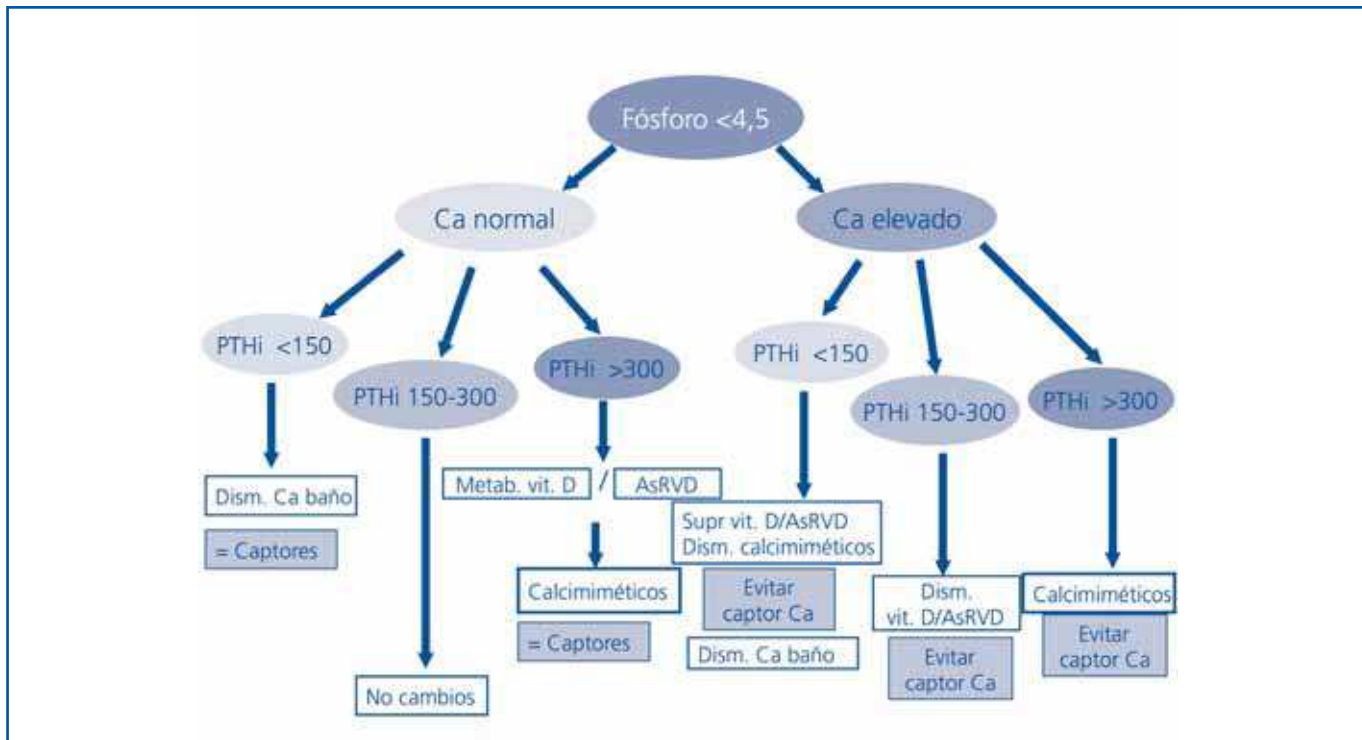 Fósforo <4,5
Ca normal
Ca elevado
PTHi <150
PTHi 150-300
PTHi >300
PTHi <150
PTHi 150-300
PTHi >300
Dism. Ca baño
= Captores
No cambios
Metab. vit. D / AsRVD
Calcimiméticos
= Captores
Supr vit. D/AsRVD
Dism. calcimiméticos
Evitar
captor Ca
Dism. Ca baño
Dism.
vit. D/AsRVD
Evitar
captor Ca
Calcimiméticos
Evitar
captor Ca